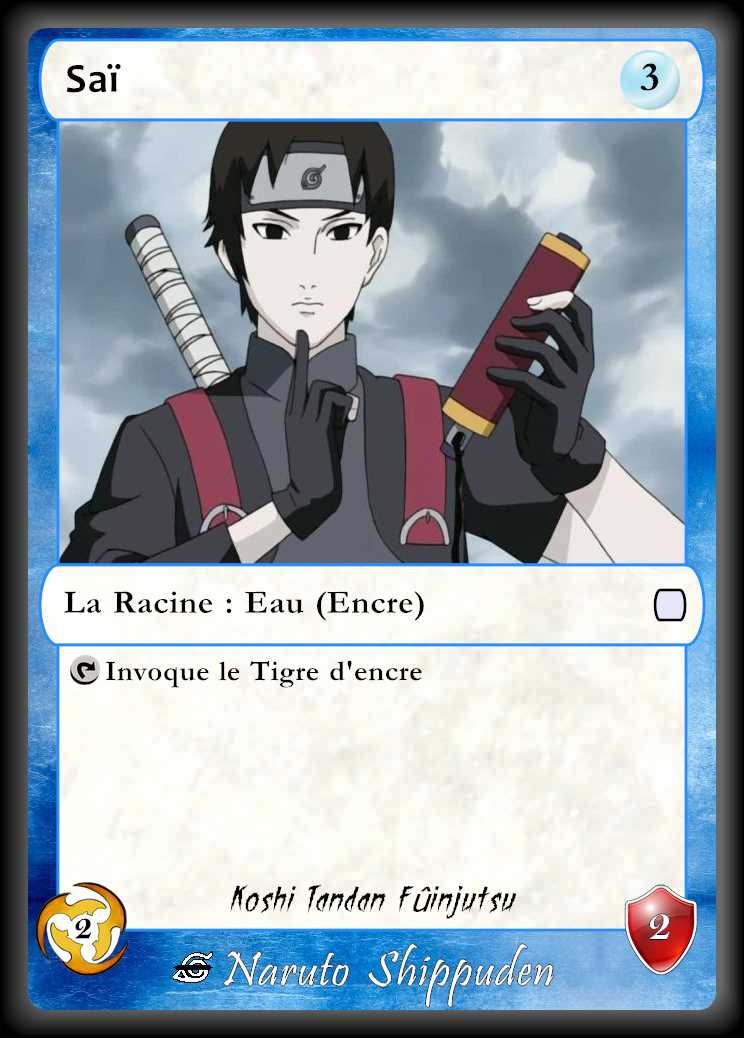 Saï
3
La Racine : Eau (Encre)
Invoque le Tigre d'encre
Koshi Tandan Fûinjutsu
2
2
Naruto Shippuden